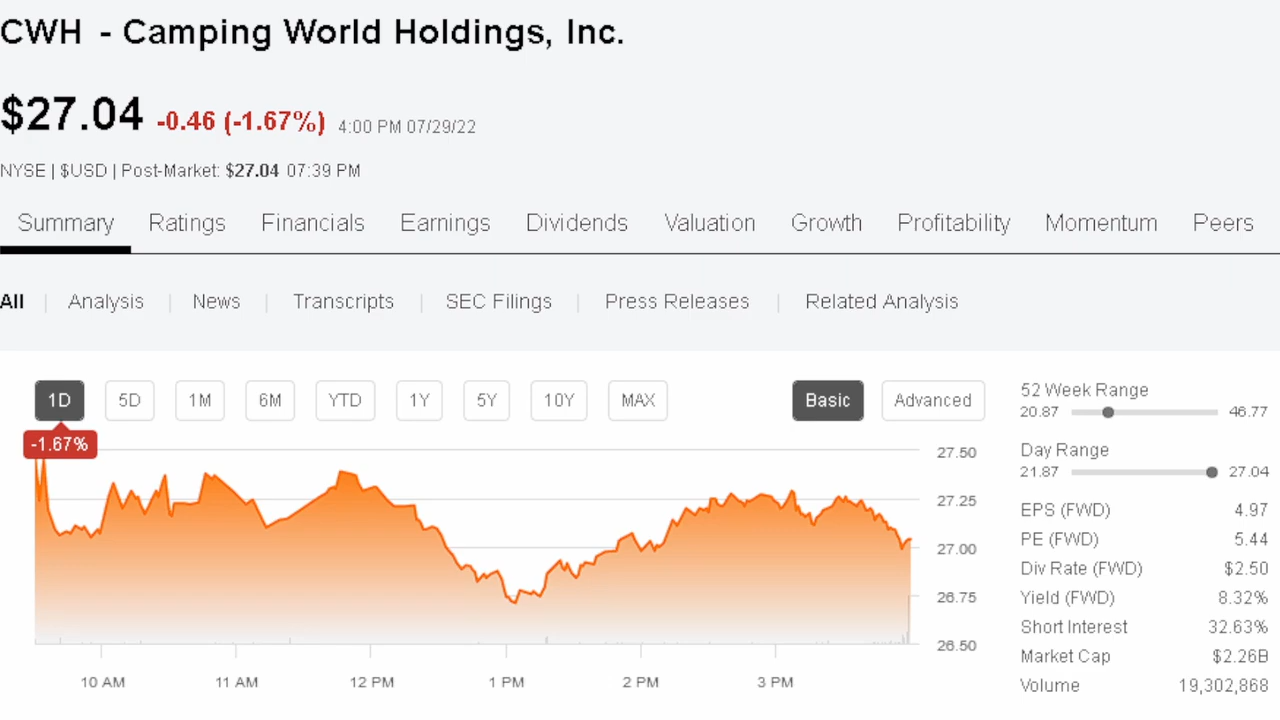 CWH - Camping World Holdings, Inc.
$27.04 -0.46 (-1.67%) 4:00 PM 07/29/22
NYSE | $USD | Post-Market: $27.04 07:39 PM
Summary Ratings Financials Earnings Dividends Valuation Growth Profitability Momentum Peers
All | Analysis | News | Transcripts | SEC Filings | Press Releases | Related Analysis
1D 5D 1M 6M YTD 1Y 5Y 10Y MAX Basic Advanced
-1.67%
27.50
27.25
27.00
26.75
26.50
10 AM 11 AM 12 PM 1 PM 2 PM 3 PM
52 Week Range
20.87 46.77
Day Range
21.87 27.04
EPS (FWD) 4.97
PE (FWD) 5.44
Div Rate (FWD) $2.50
Yield (FWD) 8.32%
Short Interest 32.63%
Market Cap $2.26B
Volume 19,302,868